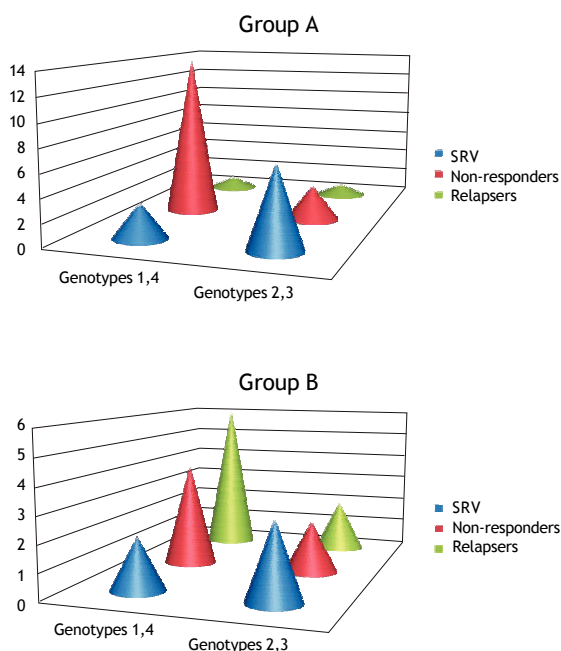 Group A
14
12
10
8
6
4
2
0
Genotypes 1,4
Genotypes 2,3
SRV
Non-responders
Relapsers
Group B
6
5
4
3
2
1
0
Genotypes 1,4
Genotypes 2,3
SRV
Non-responders
Relapsers